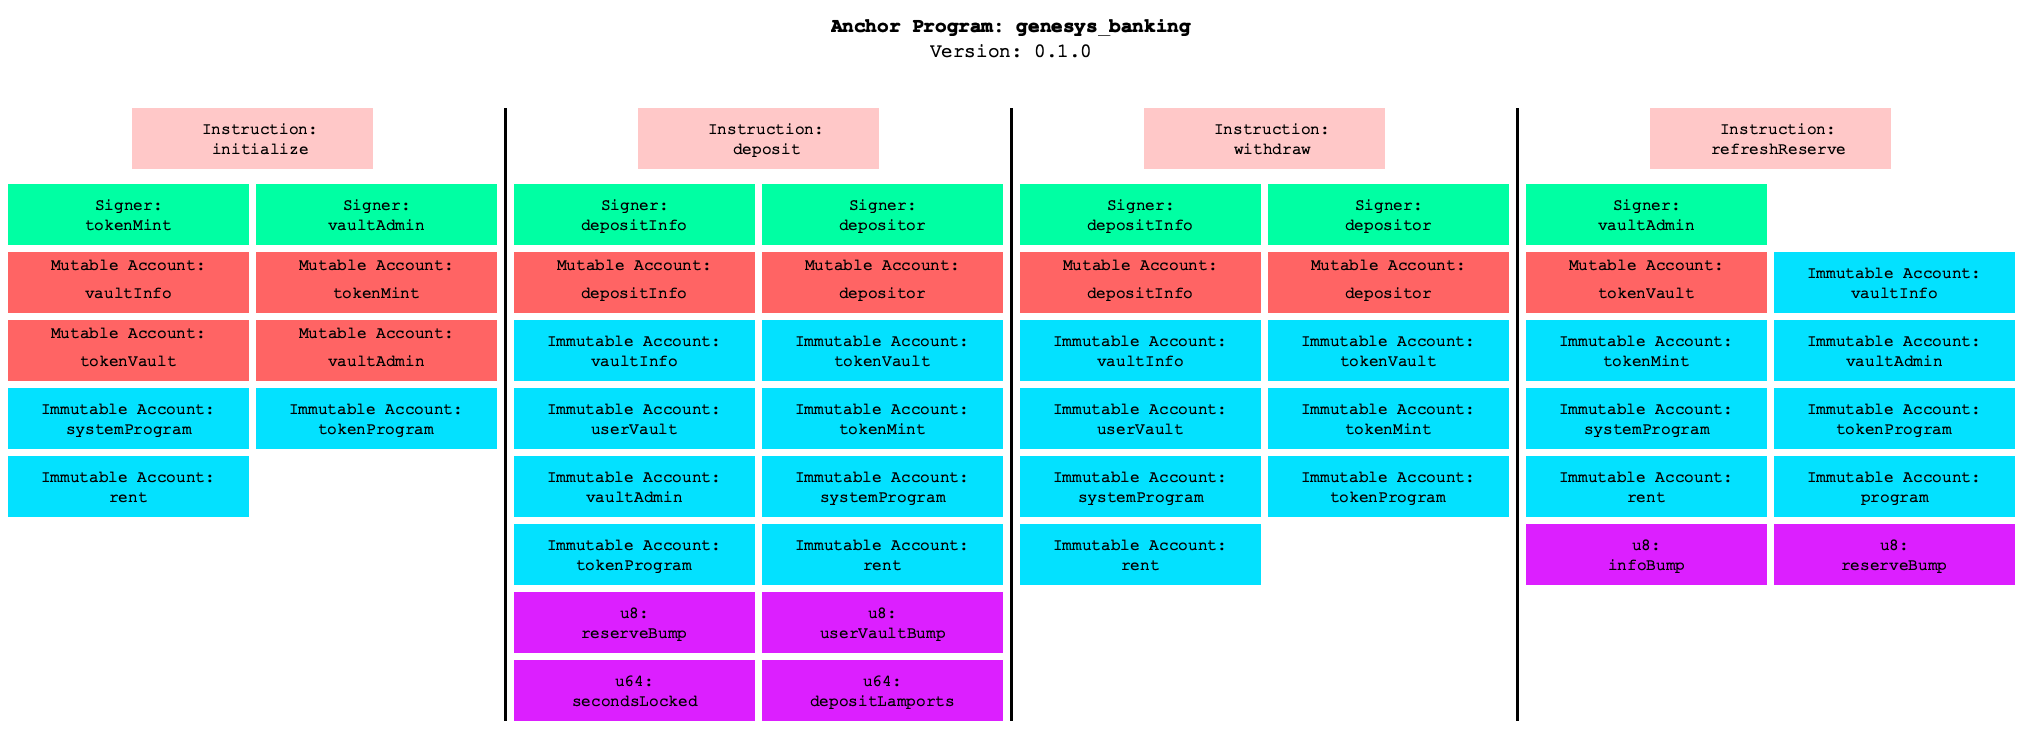 Anchor Program: genesys_banking
Version: 0.1.0
Instruction:
initialize
Signer:
tokenMint
Signer:
vaultAdmin
Mutable Account:
vaultInfo
Mutable Account:
tokenMint
Mutable Account:
tokenVault
Mutable Account:
vaultAdmin
Immutable Account:
systemProgram
Immutable Account:
tokenProgram
Immutable Account:
rent
Instruction:
deposit
Signer:
depositInfo
Signer:
depositor
Mutable Account:
depositInfo
Mutable Account:
depositor
Immutable Account:
vaultInfo
Immutable Account:
tokenVault
Immutable Account:
userVault
Immutable Account:
tokenMint
Immutable Account:
vaultAdmin
Immutable Account:
systemProgram
Immutable Account:
tokenProgram
Immutable Account:
rent
u8:
reserveBump
u8:
userVaultBump
u64:
secondsLocked
u64:
depositLamports
Instruction:
withdraw
Signer:
depositInfo
Signer:
depositor
Mutable Account:
depositInfo
Mutable Account:
depositor
Immutable Account:
vaultInfo
Immutable Account:
tokenVault
Immutable Account:
userVault
Immutable Account:
tokenMint
Immutable Account:
systemProgram
Immutable Account:
tokenProgram
Immutable Account:
rent
Instruction:
refreshReserve
Signer:
vaultAdmin
Mutable Account:
tokenVault
Immutable Account:
vaultInfo
Immutable Account:
tokenMint
Immutable Account:
vaultAdmin
Immutable Account:
systemProgram
Immutable Account:
tokenProgram
Immutable Account:
rent
Immutable Account:
program
u8:
infoBump
u8:
reserveBump